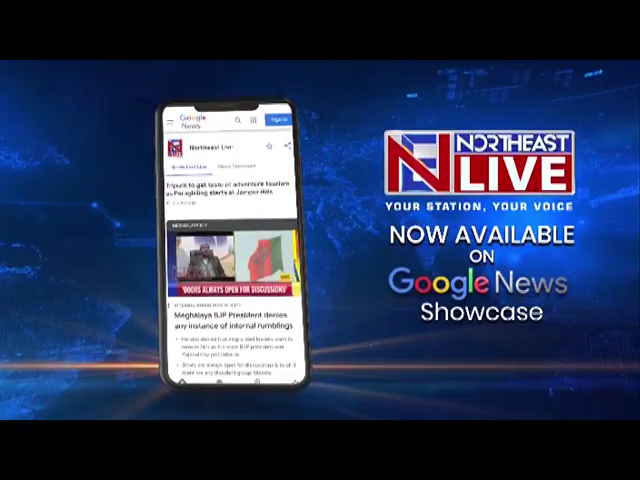 Google
News
Sign in
Northeast Live
Tripura to get taste of adventure tourism
as Paragliding starts at Jampui Hills
'DOORS ALWAYS OPEN FOR DISCUSSIONS'
Meghalaya BJP President denies
any instance of internal rumblings
NORTHEAST
LIVE
YOUR STATION, YOUR VOICE
NOW AVAILABLE
ON
Google News
Showcase